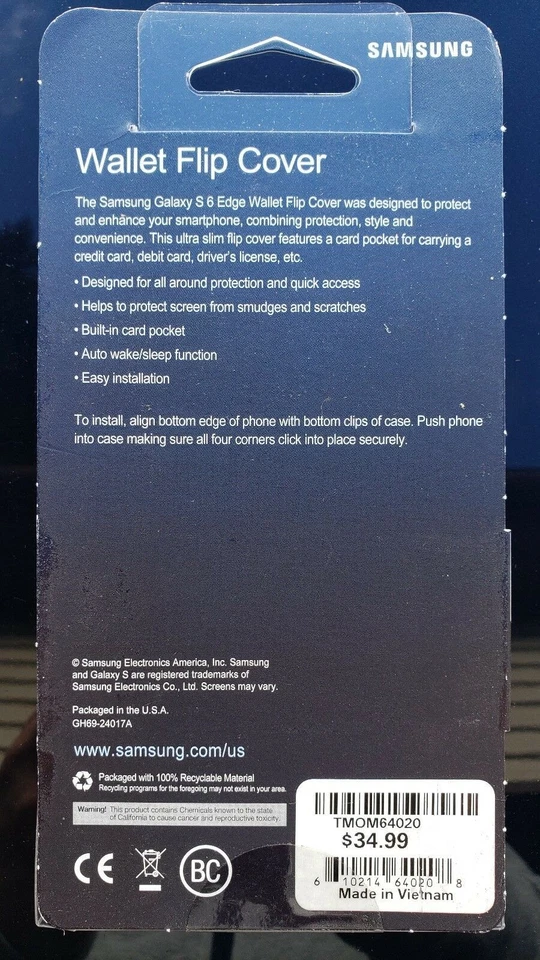 SAMSUNG
Wallet Flip Cover
The Samsung Galaxy S 6 Edge Wallet Flip Cover was designed to protect
and enhance your smartphone, combining protection, style and
convenience. This ultra slim flip cover features a card pocket for carrying a
credit card, debit card, driver's license, etc.
• Designed for all around protection and quick access
• Helps to protect screen from smudges and scratches
• Built-in card pocket
• Auto wake/sleep function
• Easy installation
To install, align bottom edge of phone with bottom clips of case. Push phone
into case making sure all four corners click into place securely.
© Samsung Electronics America, Inc. Samsung
and Galaxy S are registered trademarks of
Samsung Electronics Co., Ltd. Screens may vary.
Packaged in the U.S.A.
GH69-24017A
www.samsung.com/us
Packaged with 100% Recyclable Material
Recycling programs for the foregoing may not exist in your area.
Warning! This product contains Chemicals known to the state
of California to cause cancer and reproductive toxicity.
CE
BC
TMOM64020
$34.99
6 10214 64020 8
Made in Vietnam